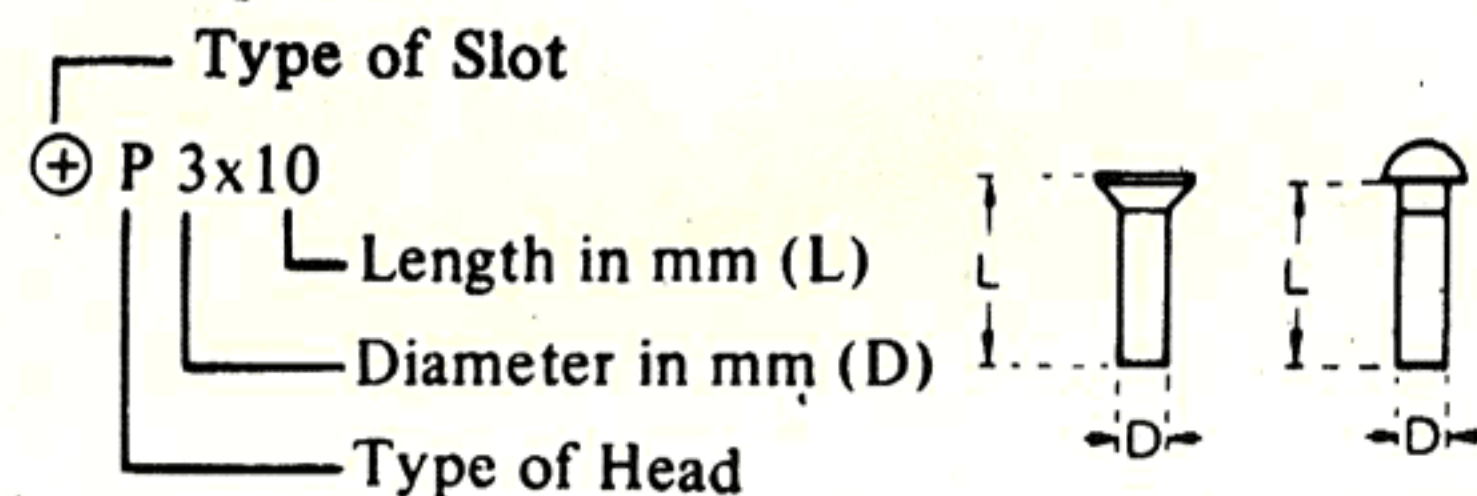 Type of Slot
⊕ P 3x10
Length in mm (L)
Diameter in mm (D)
Type of Head
L
D
L
D